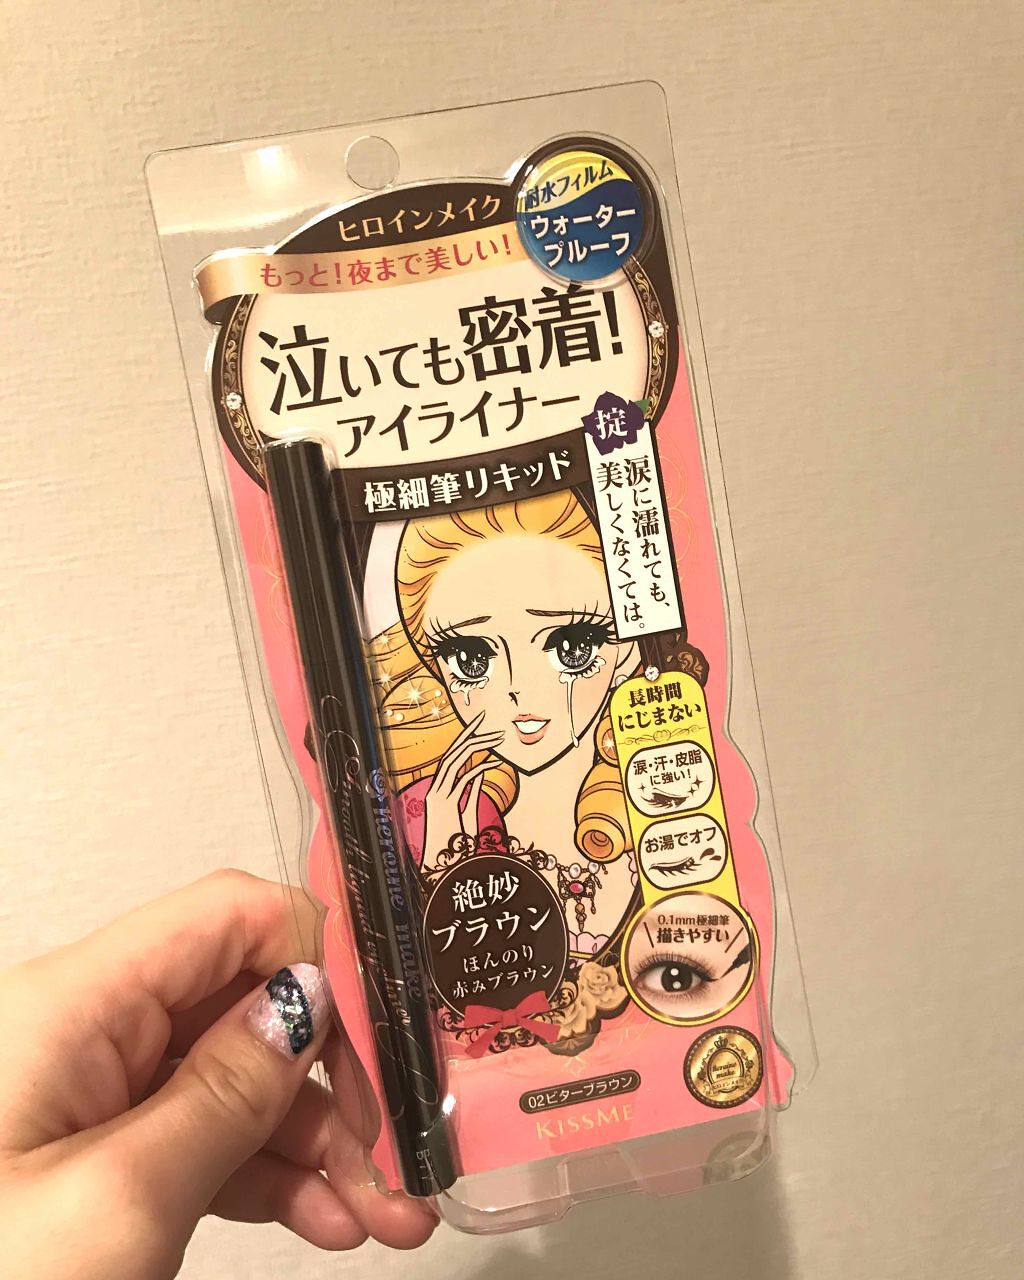 ヒロインメイク
もっと!夜まで美しい!
耐水フィルム
ウォーター
プルーフ
泣いても密着!
アイライナー
極細筆リキッド
掟
涙に濡れても、
美しくなくては。
長時間
にじまない
涙・汗・皮脂
に強い!
お湯でオフ
0.1mm極細筆
描きやすい
絶妙
ブラウン
ほんのり
赤みブラウン
heroine make
Smooth liquid eyeliner
heroine
make
02ビターブラウン
KISSME